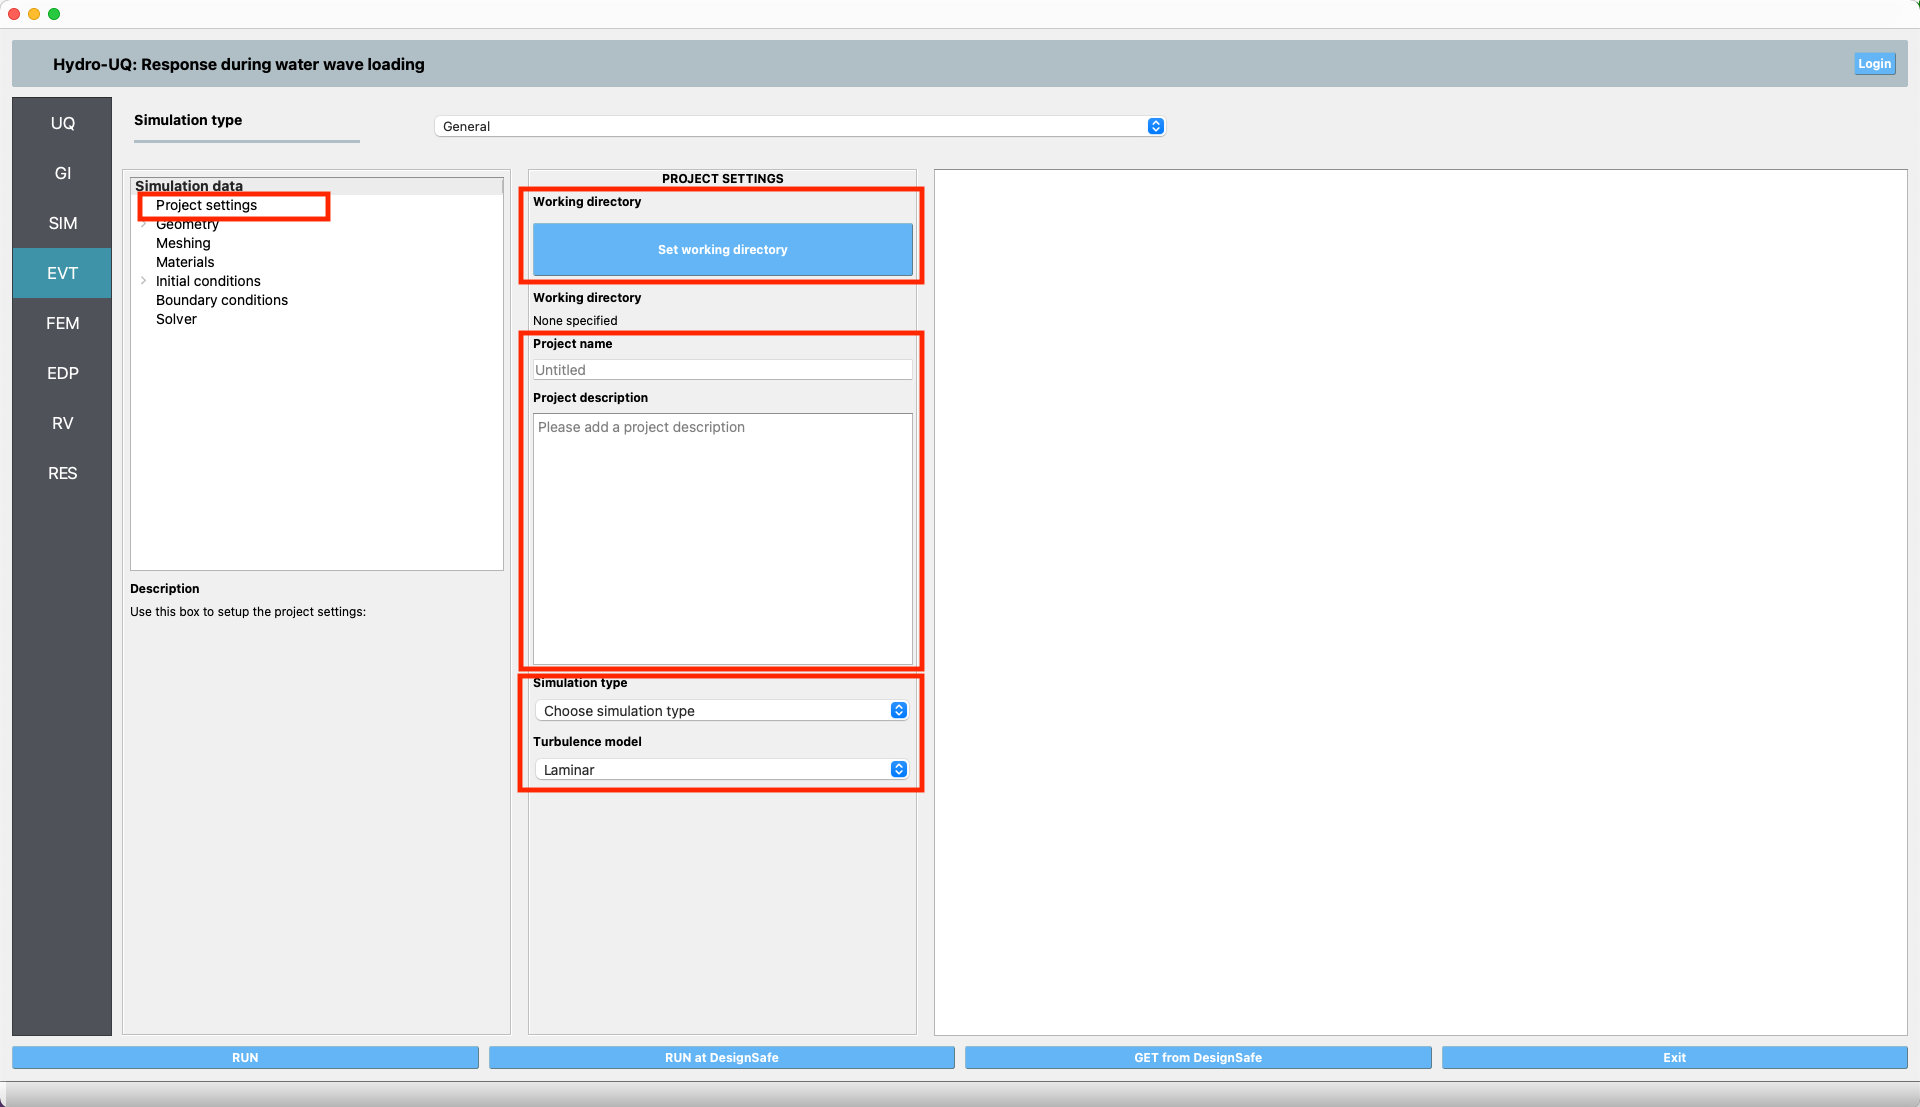 Hydro-UQ: Response during water wave loading
Login
UQ
GI
SIM
EVT
FEM
EDP
RV
RES
Simulation type
General
Simulation data
Project settings
Geometry
Meshing
Materials
Initial conditions
Boundary conditions
Solver
Description
Use this box to setup the project settings:
PROJECT SETTINGS
Working directory
Set working directory
Working directory
None specified
Project name
Untitled
Project description
Please add a project description
Simulation type
Choose simulation type
Turbulence model
Laminar
RUN
RUN at DesignSafe
GET from DesignSafe
Exit